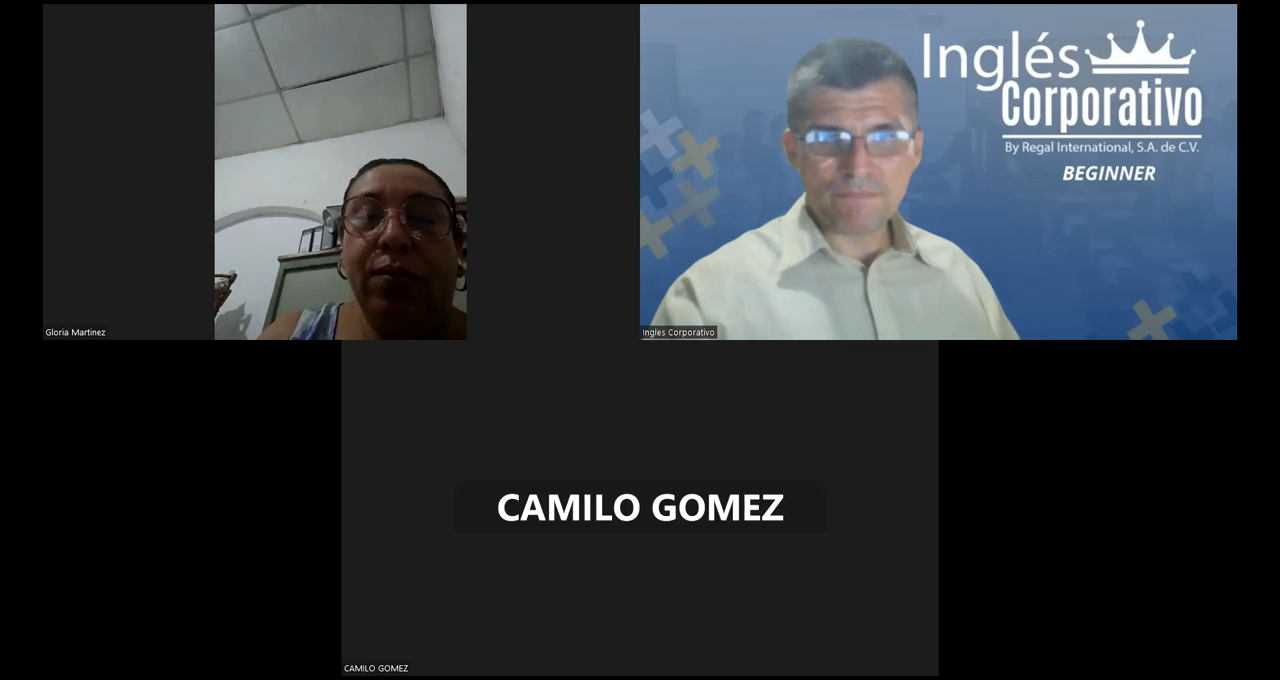 Inglés
Corporativo
By Regal International, S.A. de C.V.
BEGINNER
Gloria Martinez
Ingles Corporativo
CAMILO GOMEZ
CAMILO GOMEZ